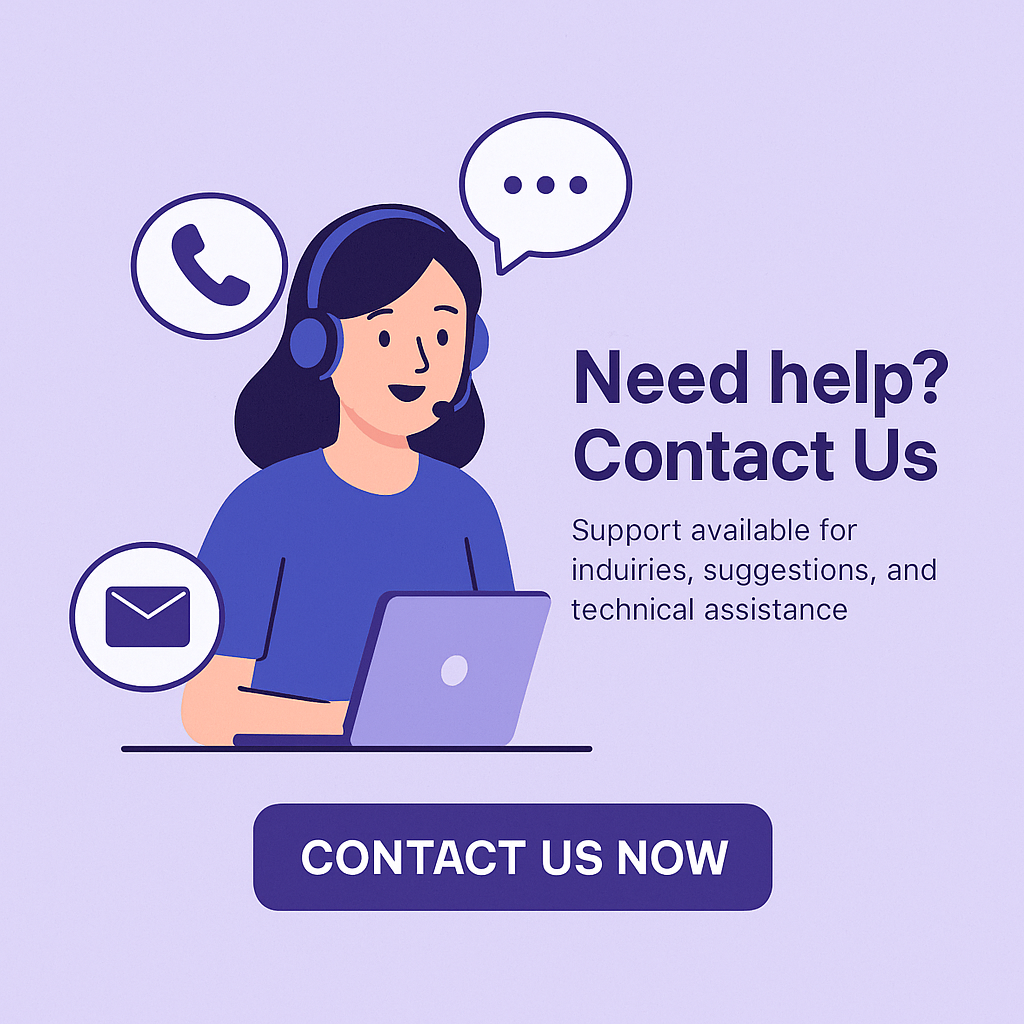 Need help?
Contact Us
Support available for
induiries, suggestions, and
technical assistance
CONTACT US NOW